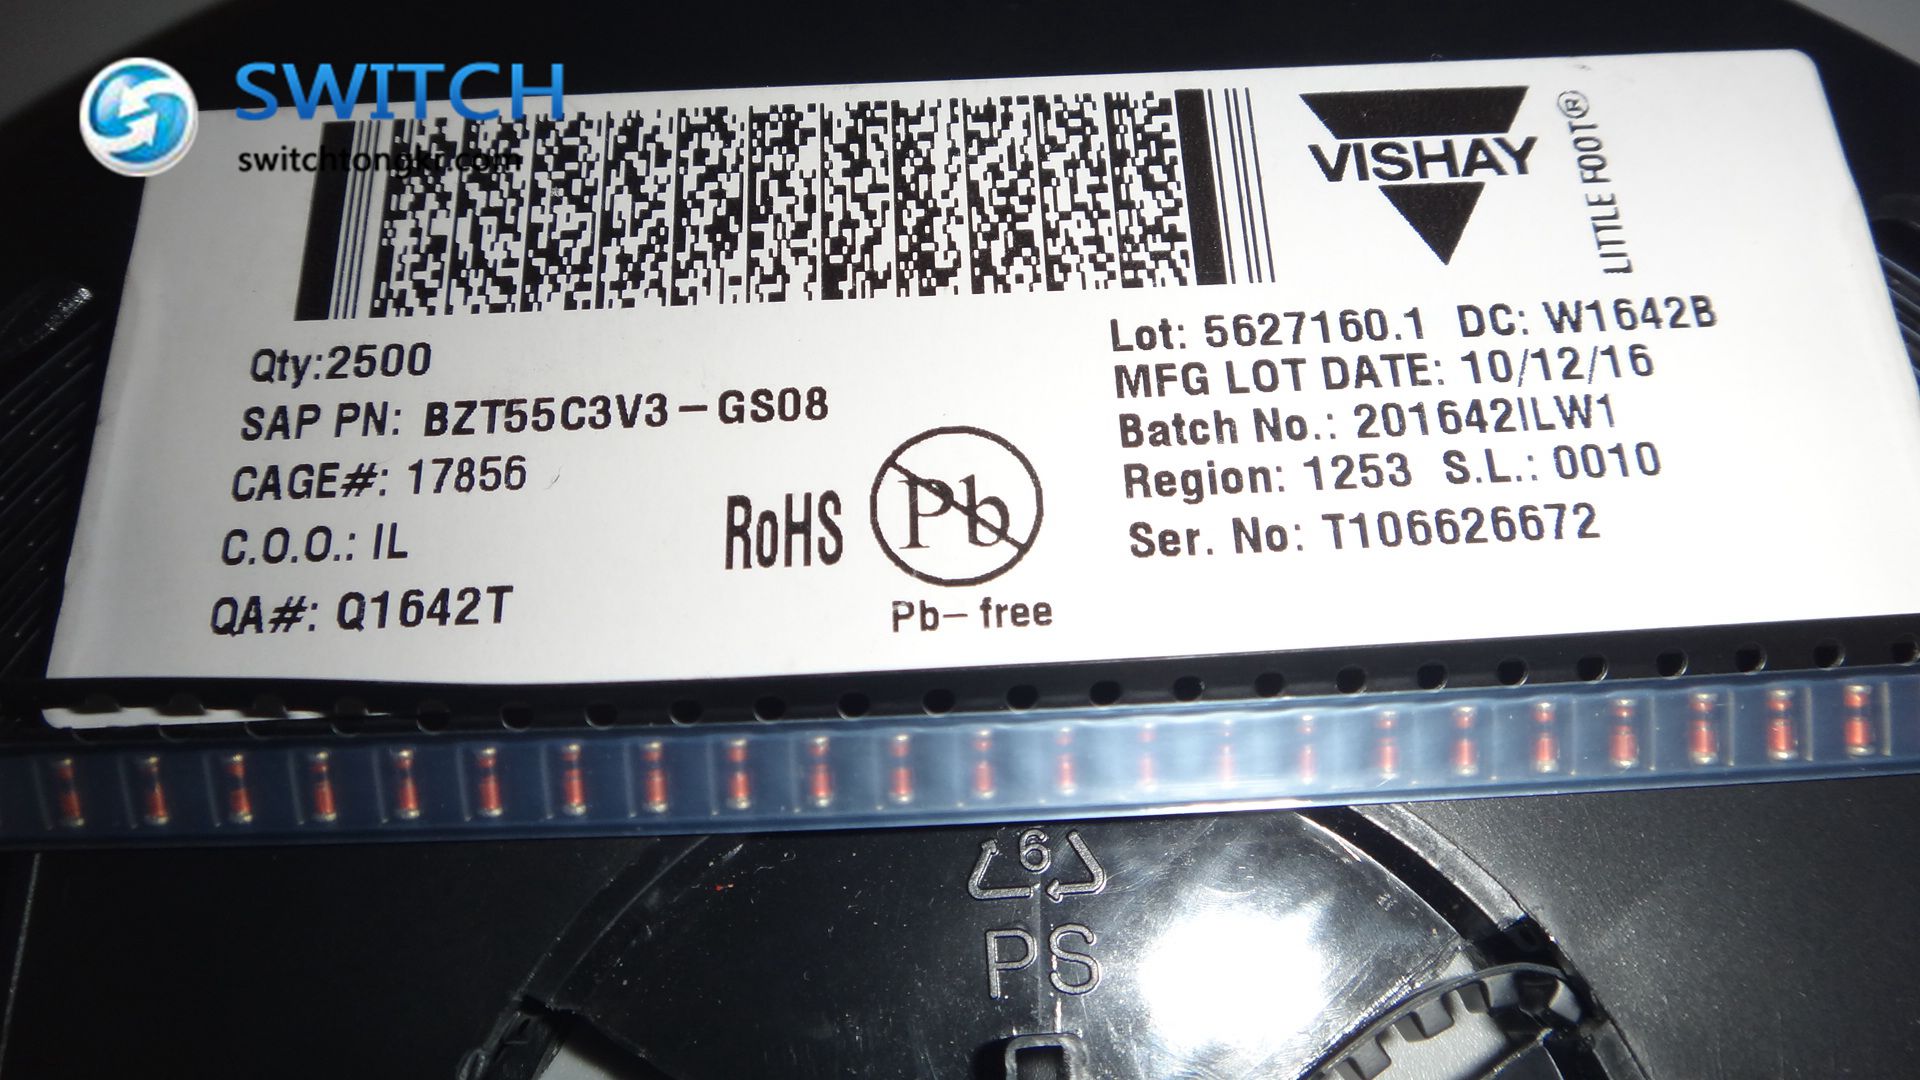 SWITCH
switchtongkr.com
VISHAY
LITTLE FOOT®
Qty:2500
SAP PN: BZT55C3V3-GS08
CAGE#: 17856
C.O.O.: IL
QA#: Q1642T
RoHS
Pb
Pb-free
Lot: 5627160.1 DC: W1642B
MFG LOT DATE: 10/12/16
Batch No.: 201642ILW1
Region: 1253 S.L.: 0010
Ser. No: T106626672
6
PS